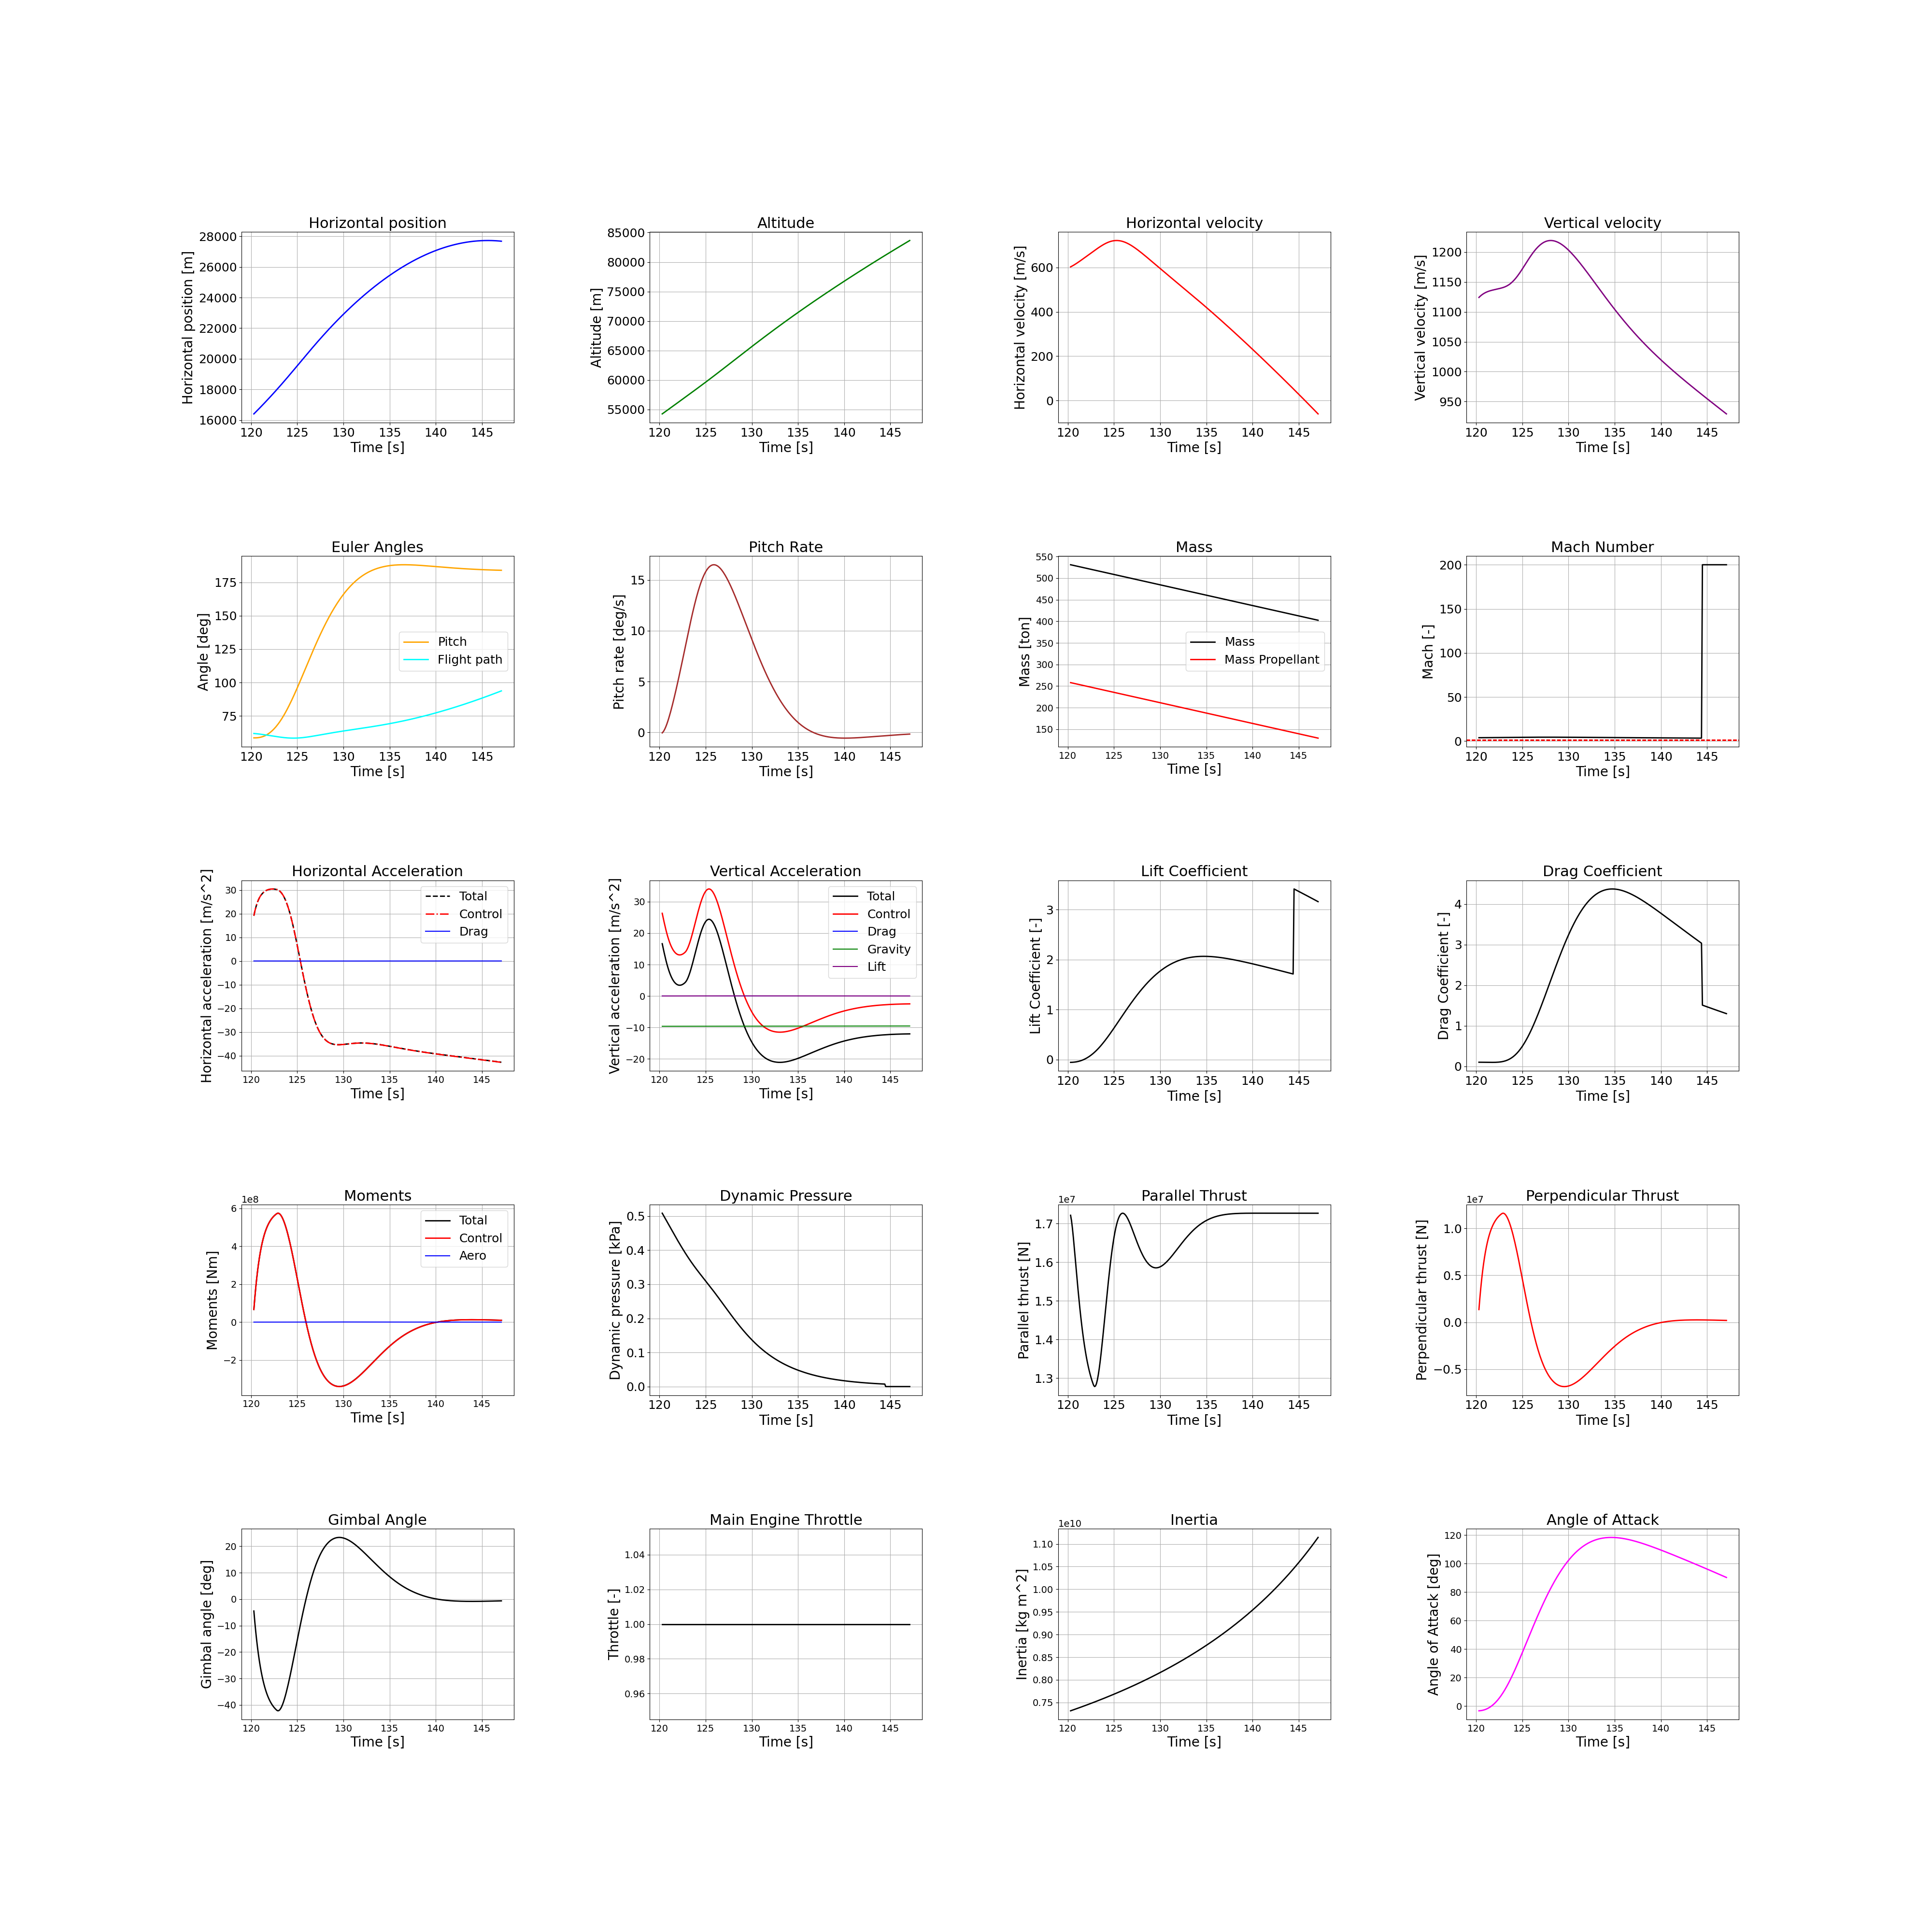 Horizontal position Altitude Horizontal velocity Vertical velocity
Horizontal position [m] Altitude [m] Horizontal velocity [m/s] Vertical velocity [m/s]
28000 26000 24000 22000 20000 18000 16000
85000 80000 75000 70000 65000 60000 55000
600 400 200 0
1200 1150 1100 1050 1000 950
120 125 130 135 140 145 120 125 130 135 140 145 120 125 130 135 140 145 120 125 130 135 140 145
Time [s] Time [s] Time [s] Time [s]
Euler Angles Pitch Rate Mass Mach Number
Angle [deg] Pitch rate [deg/s] Mass [ton] Mach [-]
175 150 125 100 75
Pitch
Flight path
15 10 5 0
550 500 450 400 350 300 250 200 150
Mass
Mass Propellant
200 150 100 50 0
120 125 130 135 140 145 120 125 130 135 140 145 120 125 130 135 140 145 120 125 130 135 140 145
Time [s] Time [s] Time [s] Time [s]
Horizontal Acceleration Vertical Acceleration Lift Coefficient Drag Coefficient
Horizontal acceleration [m/s^2] Vertical acceleration [m/s^2] Lift Coefficient [-] Drag Coefficient [-]
30 20 10 0 −10 −20 −30 −40
Total
Control
Drag
30 20 10 0 −10 −20
Total
Control
Drag
Gravity
Lift
3 2 1 0
4 3 2 1 0
120 125 130 135 140 145 120 125 130 135 140 145 120 125 130 135 140 145 120 125 130 135 140 145
Time [s] Time [s] Time [s] Time [s]
Moments Dynamic Pressure Parallel Thrust Perpendicular Thrust
Moments [Nm] Dynamic pressure [kPa] Parallel thrust [N] Perpendicular thrust [N]
1e8
6 4 2 0 −2
Total
Control
Aero
0.5 0.4 0.3 0.2 0.1 0.0
1e7
1.7 1.6 1.5 1.4 1.3
1e7
1.0 0.5 0.0 −0.5
120 125 130 135 140 145 120 125 130 135 140 145 120 125 130 135 140 145 120 125 130 135 140 145
Time [s] Time [s] Time [s] Time [s]
Gimbal Angle Main Engine Throttle Inertia Angle of Attack
Gimbal angle [deg] Throttle [-] Inertia [kg m^2] Angle of Attack [deg]
20 10 0 −10 −20 −30 −40
1.04 1.02 1.00 0.98 0.96
1e10
1.10 1.05 1.00 0.95 0.90 0.85 0.80 0.75
120 100 80 60 40 20 0
120 125 130 135 140 145 120 125 130 135 140 145 120 125 130 135 140 145 120 125 130 135 140 145
Time [s] Time [s] Time [s] Time [s]